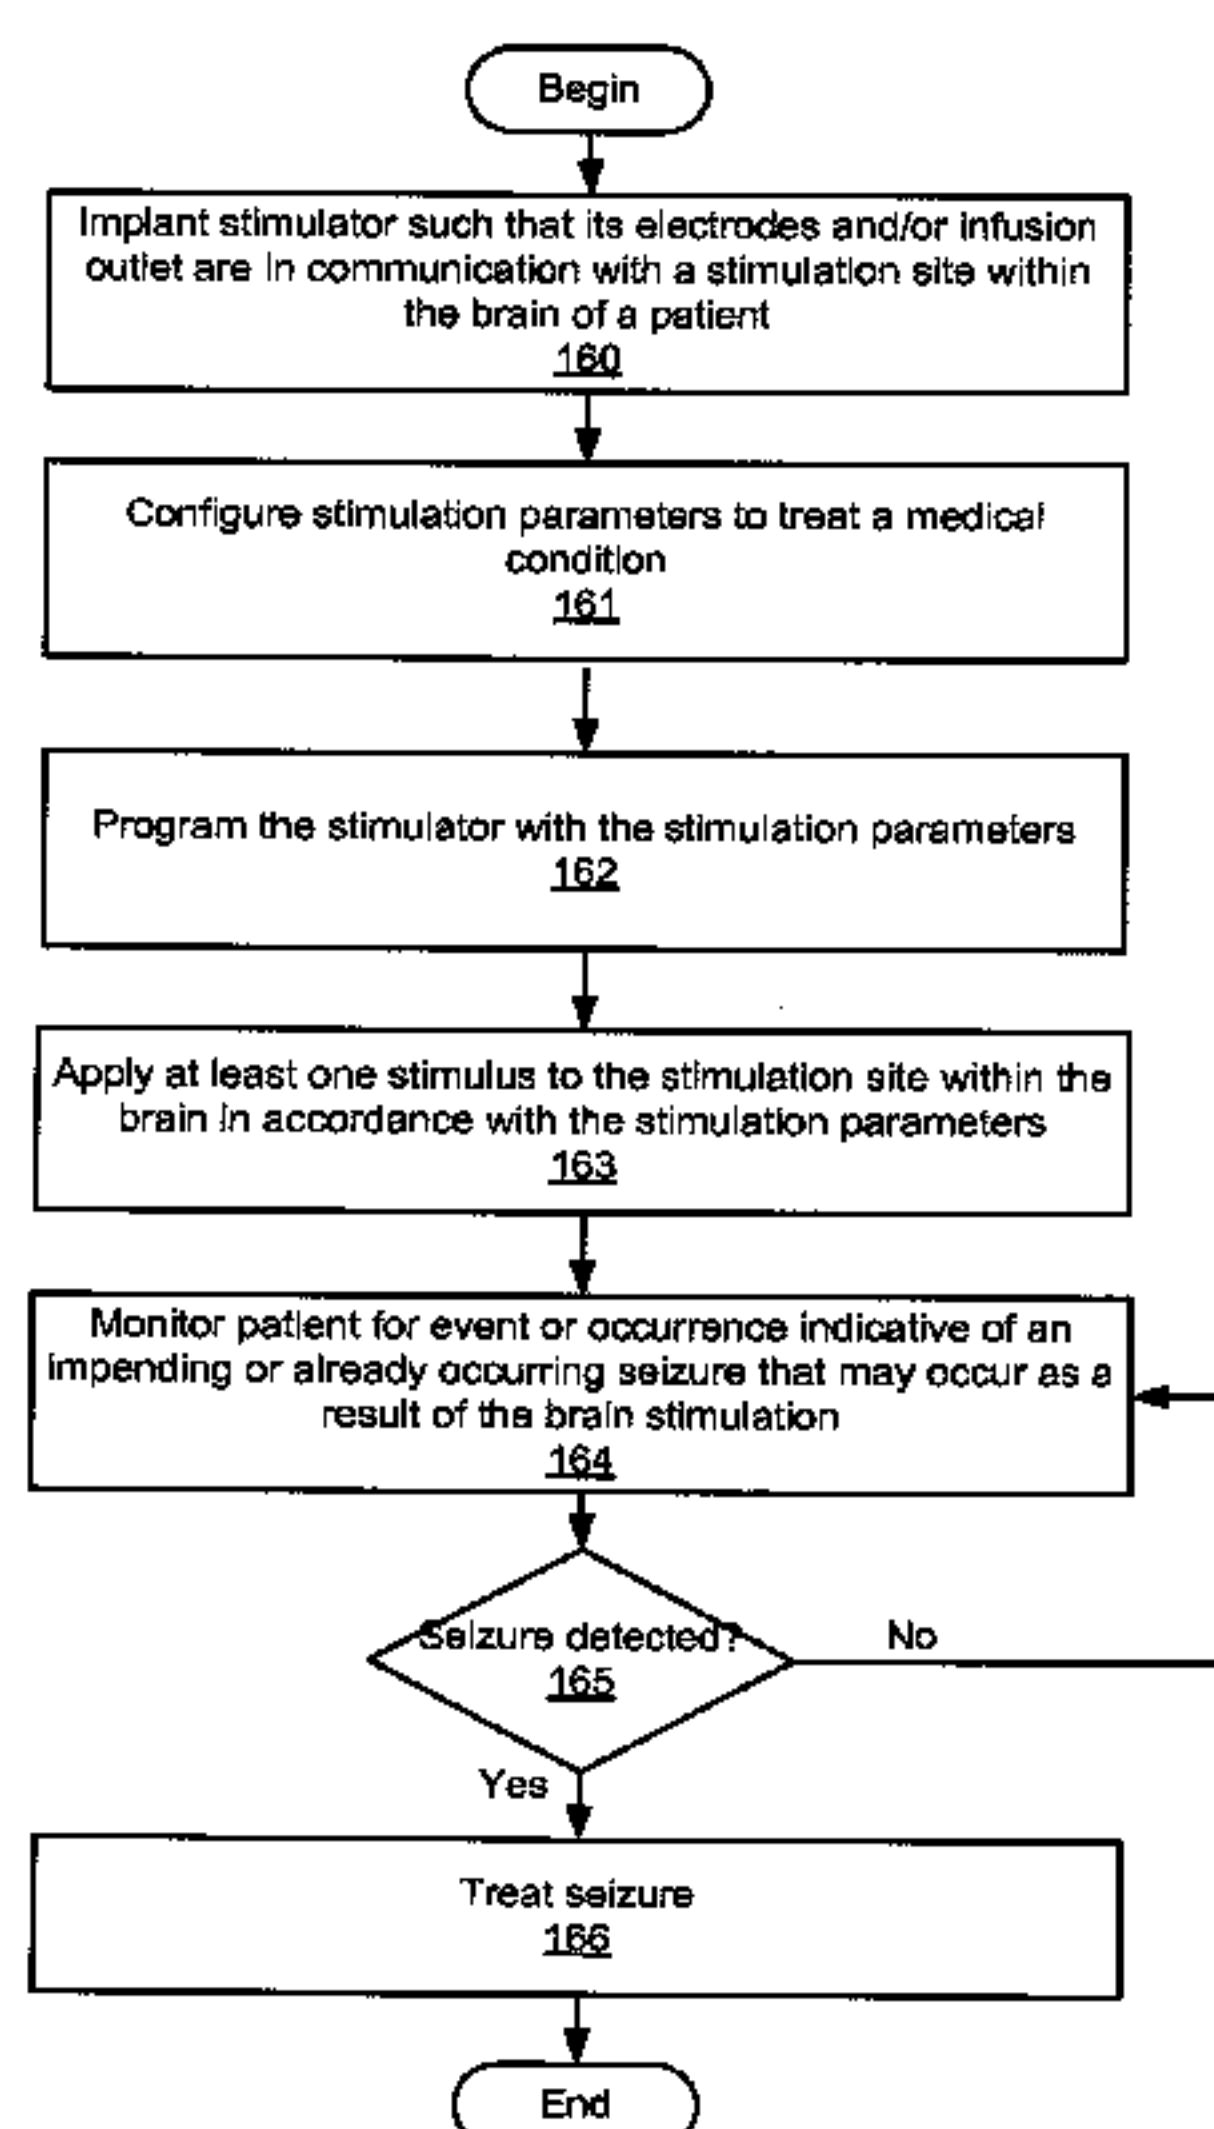 Begin
Implant stimulator such that its electrodes and/or infusion
outlet are in communication with a stimulation site within
the brain of a patient
160
Configure stimulation parameters to treat a medical
condition
161
Program the stimulator with the stimulation parameters
162
Apply at least one stimulus to the stimulation site within the
brain in accordance with the stimulation parameters
163
Monitor patient for event or occurrence indicative of an
impending or already occurring seizure that may occur as a
result of the brain stimulation
164
Seizure detected?
165
No
Yes
Treat seizure
166
End